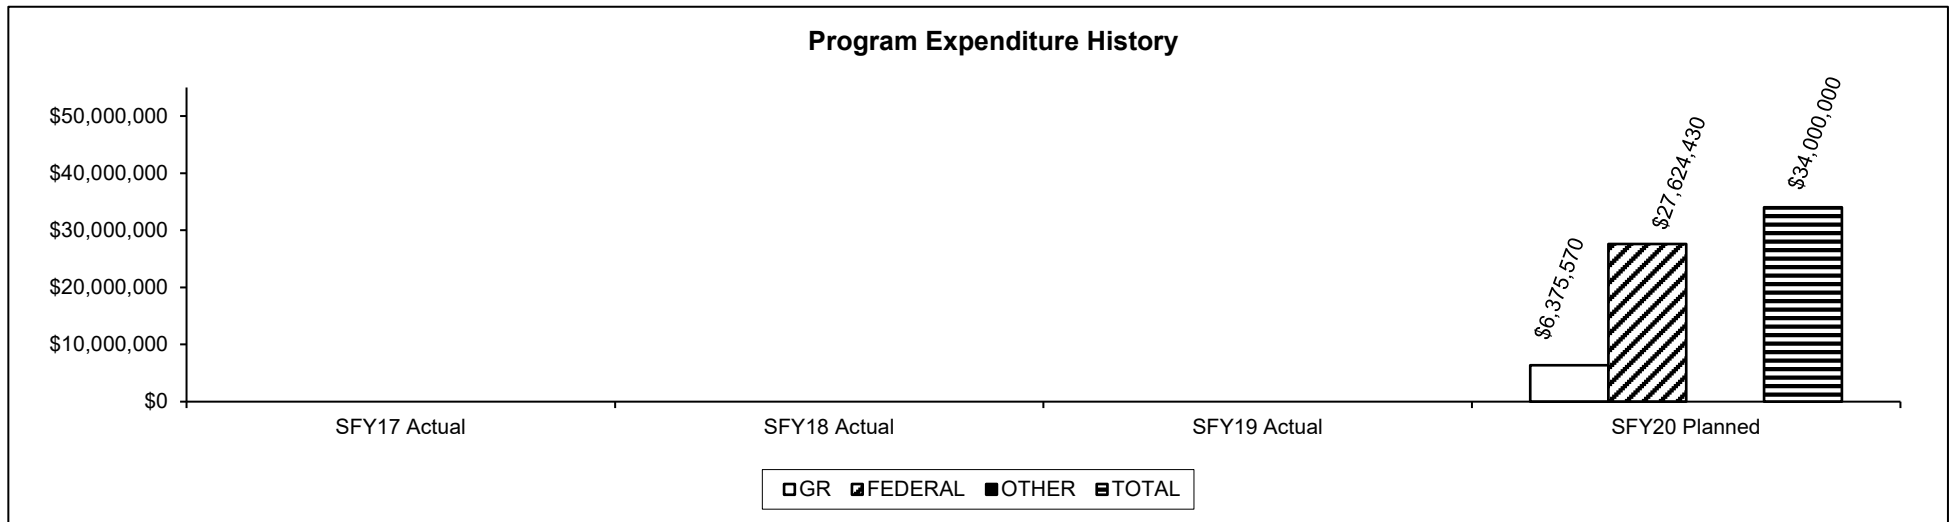 Program Expenditure History
$50,000,000
$40,000,000
$30,000,000
$20,000,000
$10,000,000
$0
$6,375,570
$27,624,430
$34,000,000
SFY17 Actual
SFY18 Actual
SFY19 Actual
SFY20 Planned
GR FEDERAL OTHER TOTAL